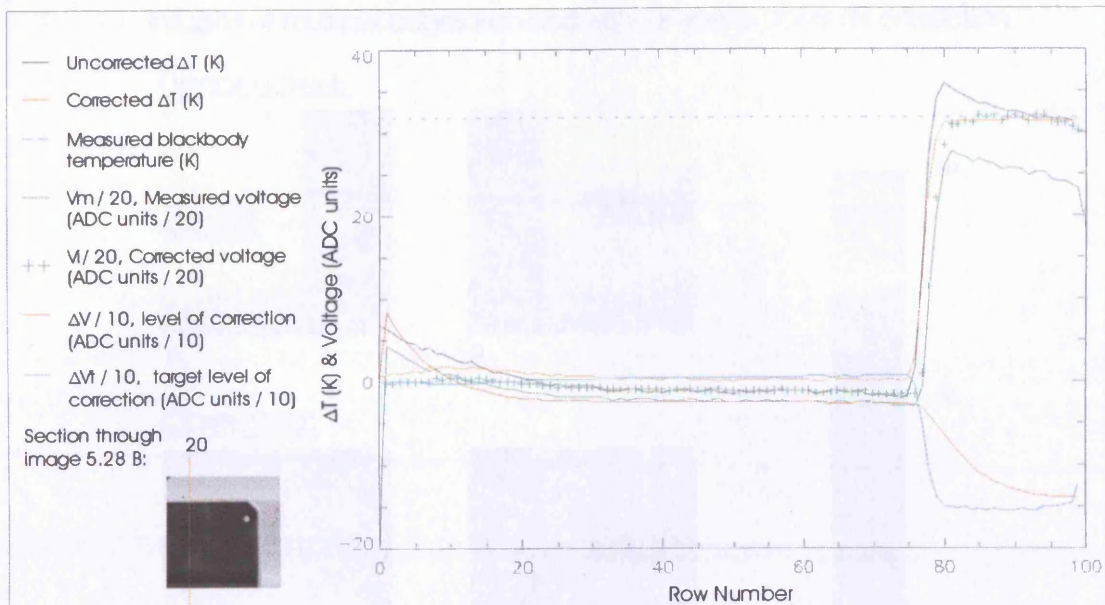 Uncorrected ΔT (K)
Corrected ΔT (K)
Measured blackbody
temperature (K)
Vm / 20, Measured voltage
(ADC units / 20)
Vt / 20, Corrected voltage
(ADC units / 20)
ΔV / 10, level of correction
(ADC units / 10)
ΔVt / 10, target level of
correction (ADC units / 10)
Section through
image 5.28 B:
20
ΔT (K) & Voltage (ADC units)
40
20
0
-20
0
20
40
60
80
100
Row Number